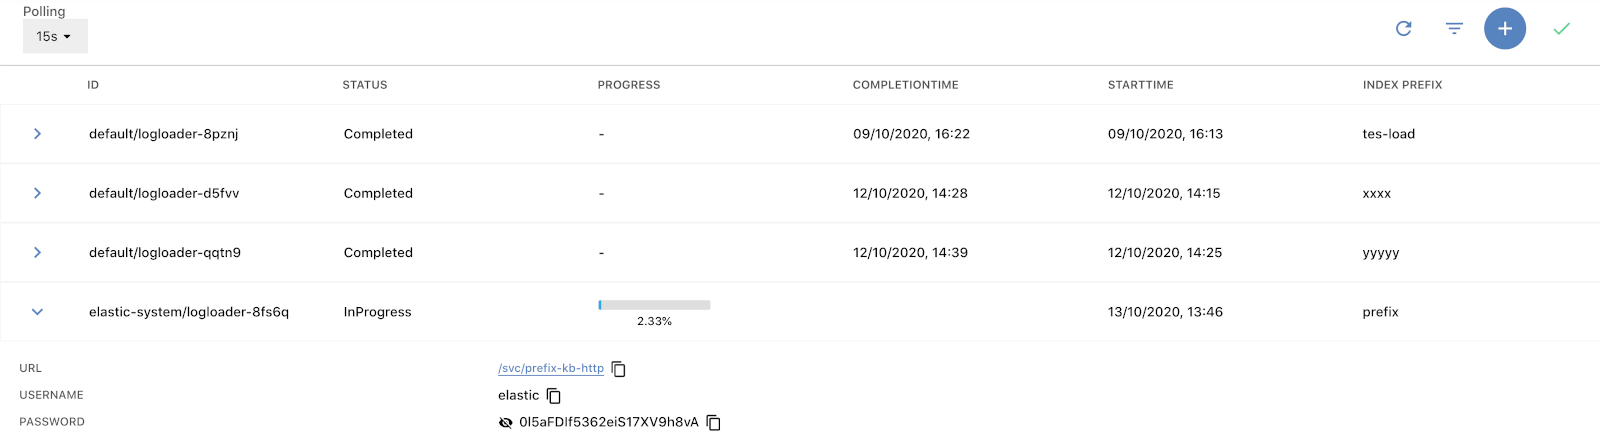 Polling
15s
ID STATUS PROGRESS COMPLETIONTIME STARTTIME INDEX PREFIX
default/logloader-8pznj Completed - 09/10/2020, 16:22 09/10/2020, 16:13 tes-load
default/logloader-d5fvv Completed - 12/10/2020, 14:28 12/10/2020, 14:15 xxxx
default/logloader-qqtn9 Completed - 12/10/2020, 14:39 12/10/2020, 14:25 yyyyy
elastic-system/logloader-8fs6q InProgress 13/10/2020, 13:46 prefix
2.33%
URL /svc/prefix-kb-http
USERNAME elastic
PASSWORD 0I5aFDIf5362eiS17XV9h8vA